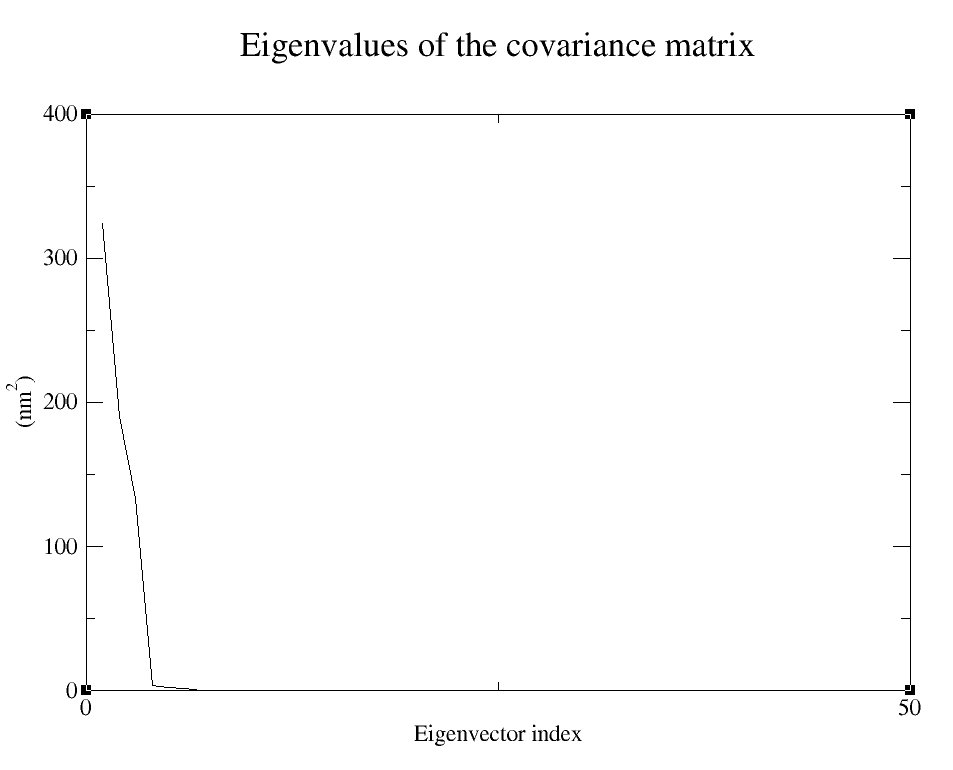 Eigenvalues of the covariance matrix
400
300
200
100
0
(nm²)
0
50
Eigenvector index